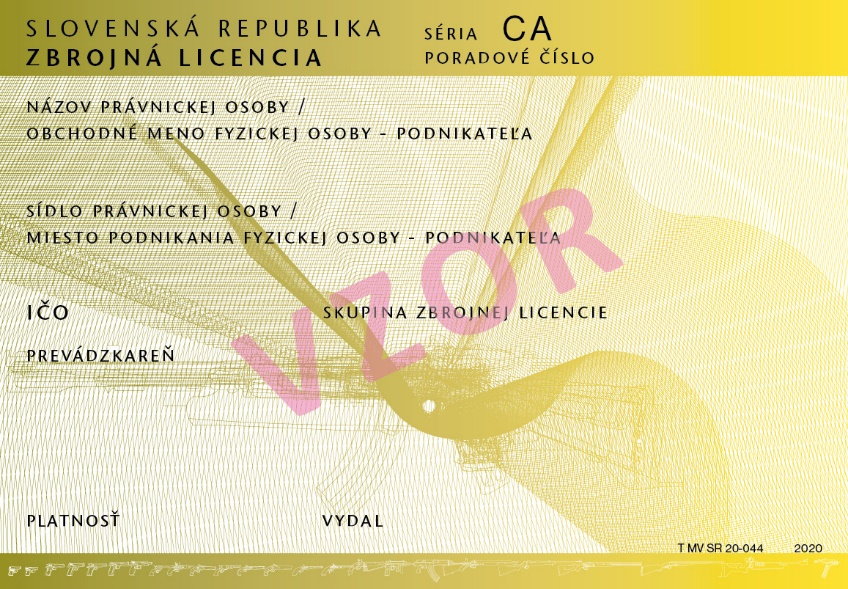 SLOVENSKÁ REPUBLIKA
ZBROJNÁ LICENCIA
SÉRIA CA
PORADOVÉ ČÍSLO
NÁZOV PRÁVNICKEJ OSOBY /
OBCHODNÉ MENO FYZICKEJ OSOBY - PODNIKATEĽA
SÍDLO PRÁVNICKEJ OSOBY /
MIESTO PODNIKANIA FYZICKEJ OSOBY - PODNIKATEĽA
VZOR
IČO
SKUPINA ZBROJNEJ LICENCIE
PREVÁDZKAREŇ
PLATNOSŤ
VYDAL
T MV SR 20-044 2020